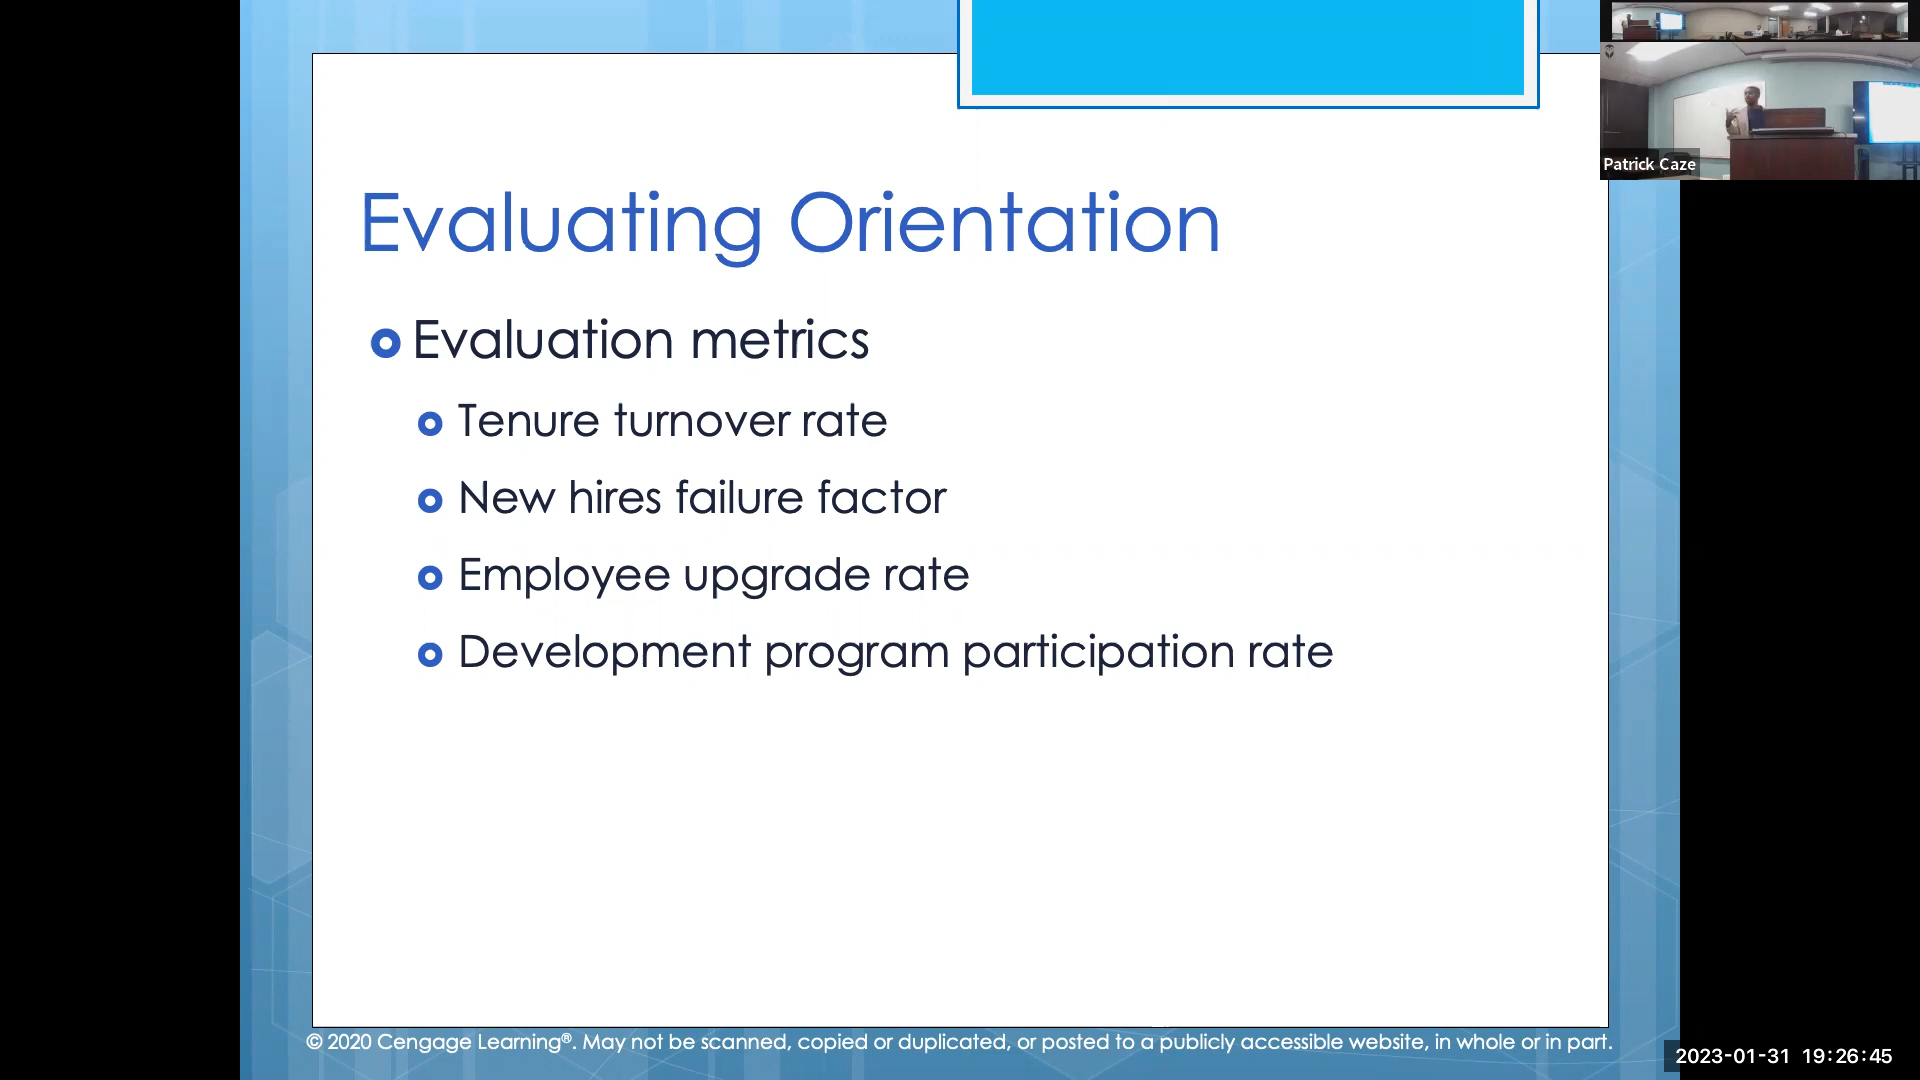 Patrick Caze
Evaluating Orientation
Evaluation metrics
Tenure turnover rate
New hires failure factor
Employee upgrade rate
Development program participation rate
© 2020 Cengage Learning®. May not be scanned, copied or duplicated, or posted to a publicly accessible website, in whole or in part.
2023-01-31 19:26:45